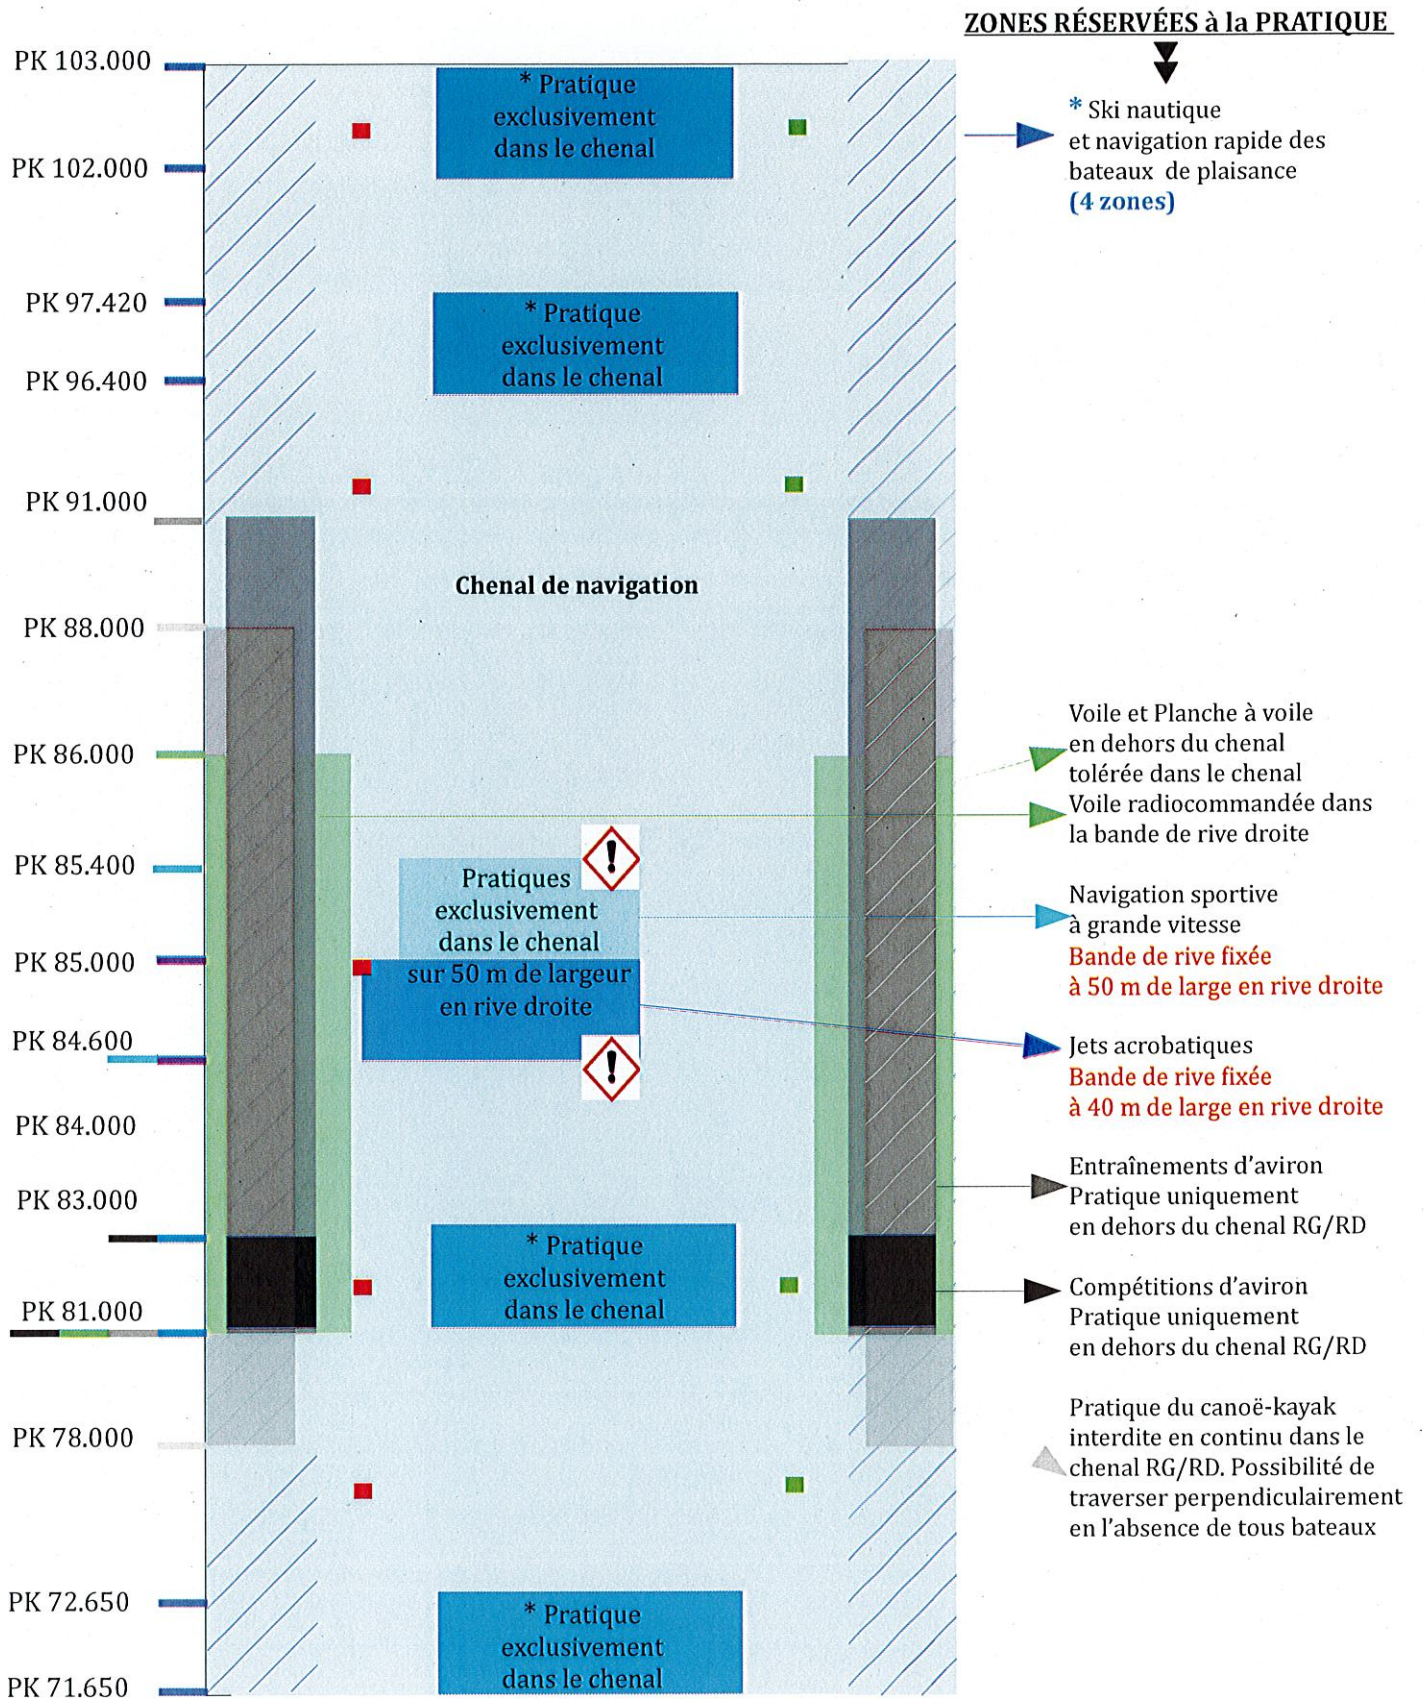 ZONES RÉSERVÉES à la PRATIQUE
PK 103.000
* Pratique
exclusivement
dans le chenal
* Ski nautique
et navigation rapide des
bateaux de plaisance
(4 zones)
PK 102.000
PK 97.420
* Pratique
exclusivement
dans le chenal
PK 96.400
PK 91.000
Chenal de navigation
PK 88.000
PK 86.000
Voile et Planche à voile
en dehors du chenal
tolérée dans le chenal
Voile radiocommandée dans
la bande de rive droite
PK 85.400
!
Pratiques
exclusivement
dans le chenal
sur 50 m de largeur
en rive droite
!
Navigation sportive
à grande vitesse
Bande de rive fixée
à 50 m de large en rive droite
PK 85.000
PK 84.600
Jets acrobatiques
Bande de rive fixée
à 40 m de large en rive droite
PK 84.000
PK 83.000
Entraînements d'aviron
Pratique uniquement
en dehors du chenal RG/RD
* Pratique
exclusivement
dans le chenal
PK 81.000
Compétitions d'aviron
Pratique uniquement
en dehors du chenal RG/RD
PK 78.000
Pratique du canoë-kayak
interdite en continu dans le
chenal RG/RD. Possibilité de
traverser perpendiculairement
en l'absence de tous bateaux
PK 72.650
* Pratique
exclusivement
dans le chenal
PK 71.650